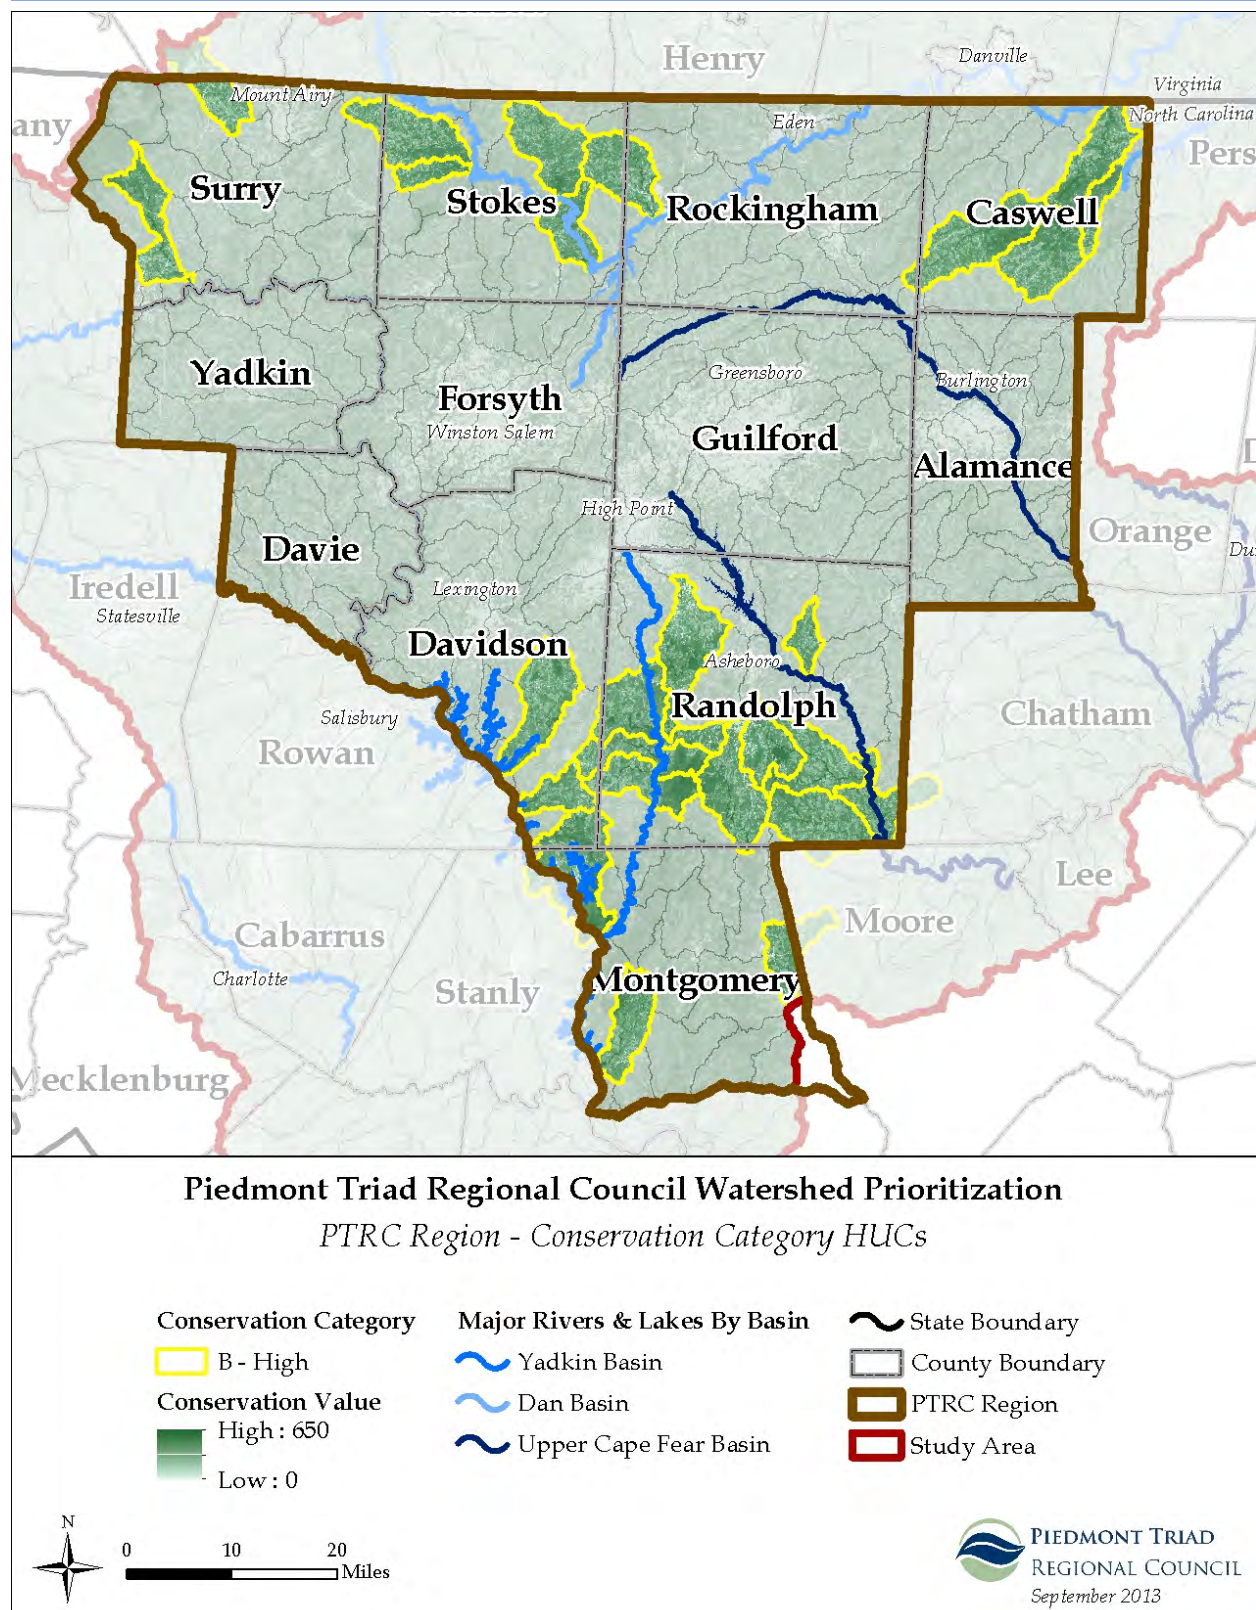 Henry
Danville
Virginia
North Carolina
any
Mount Airy
Eden
Pers
Surry
Stokes
Rockingham
Caswell
Yadkin
Forsyth
Winston Salem
Greensboro
Guilford
Burlington
Alamance
High Point
Orange
Davie
Iredell
Statesville
Lexington
Davidson
Asheboro
Randolph
Salisbury
Rowan
Chatham
Lee
Moore
Cabarrus
Charlotte
Stanly
Montgomery
Mecklenburg
Piedmont Triad Regional Council Watershed Prioritization
PTRC Region - Conservation Category HUCs
Conservation Category
B - High
Conservation Value
High : 650
Low : 0
Major Rivers & Lakes By Basin
Yadkin Basin
Dan Basin
Upper Cape Fear Basin
State Boundary
County Boundary
PTRC Region
Study Area
N
0 10 20
Miles
PIEDMONT TRIAD
REGIONAL COUNCIL
September 2013